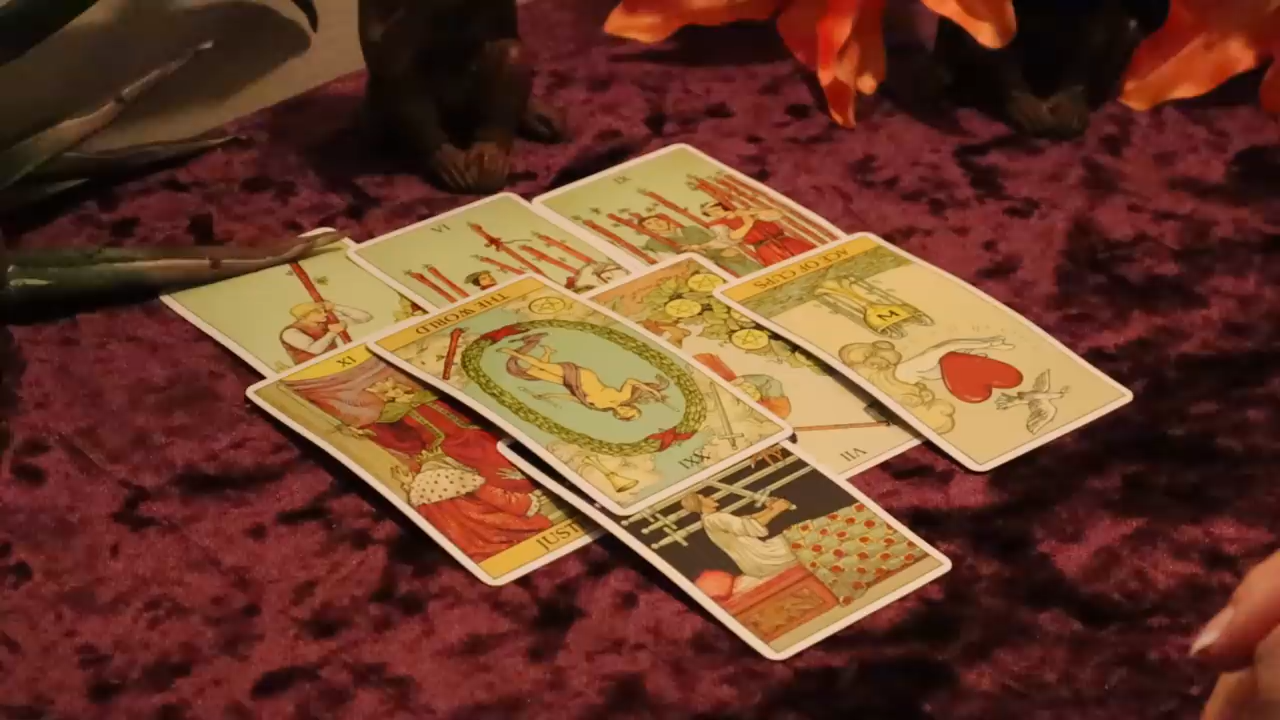 IX
VI
ACE OF CUPS
THE WORLD
XI
W
XXI
VII
JUST